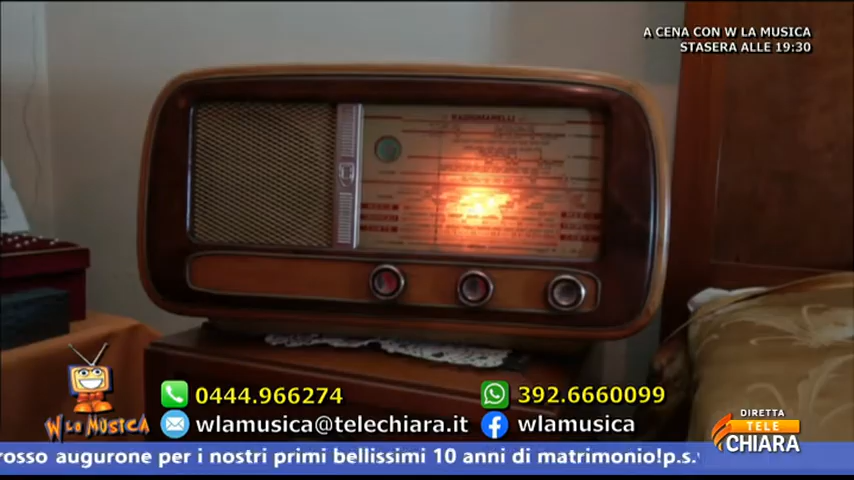 A CENA CON W LA MUSICA
STASERA ALLE 19:30
RADIOMARELLI
0444.966274
392.6660099
wlamusica@telechiara.it
wlamusica
W LA MUSICA
DIRETTA
TELE
CHIARA
rosso augurone per i nostri primi bellissimi 10 anni di matrimonio!p.s.